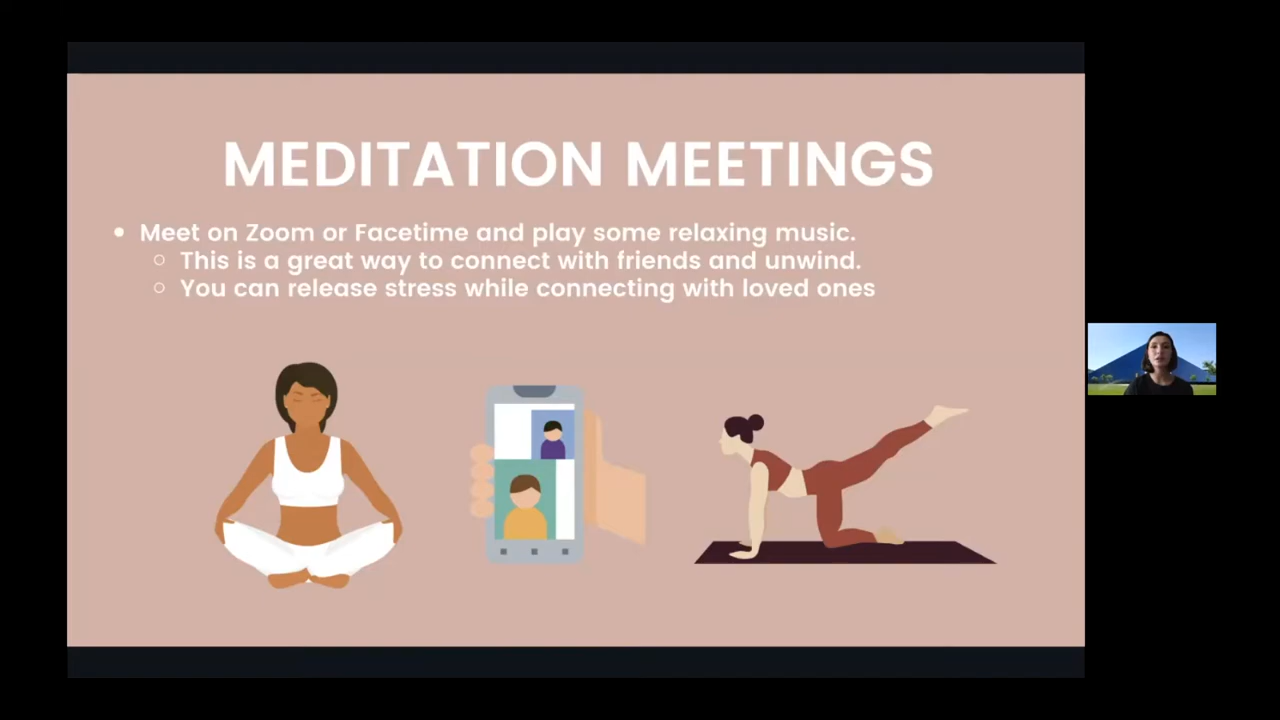 MEDITATION MEETINGS
• Meet on Zoom or Facetime and play some relaxing music.
○ This is a great way to connect with friends and unwind.
○ You can release stress while connecting with loved ones